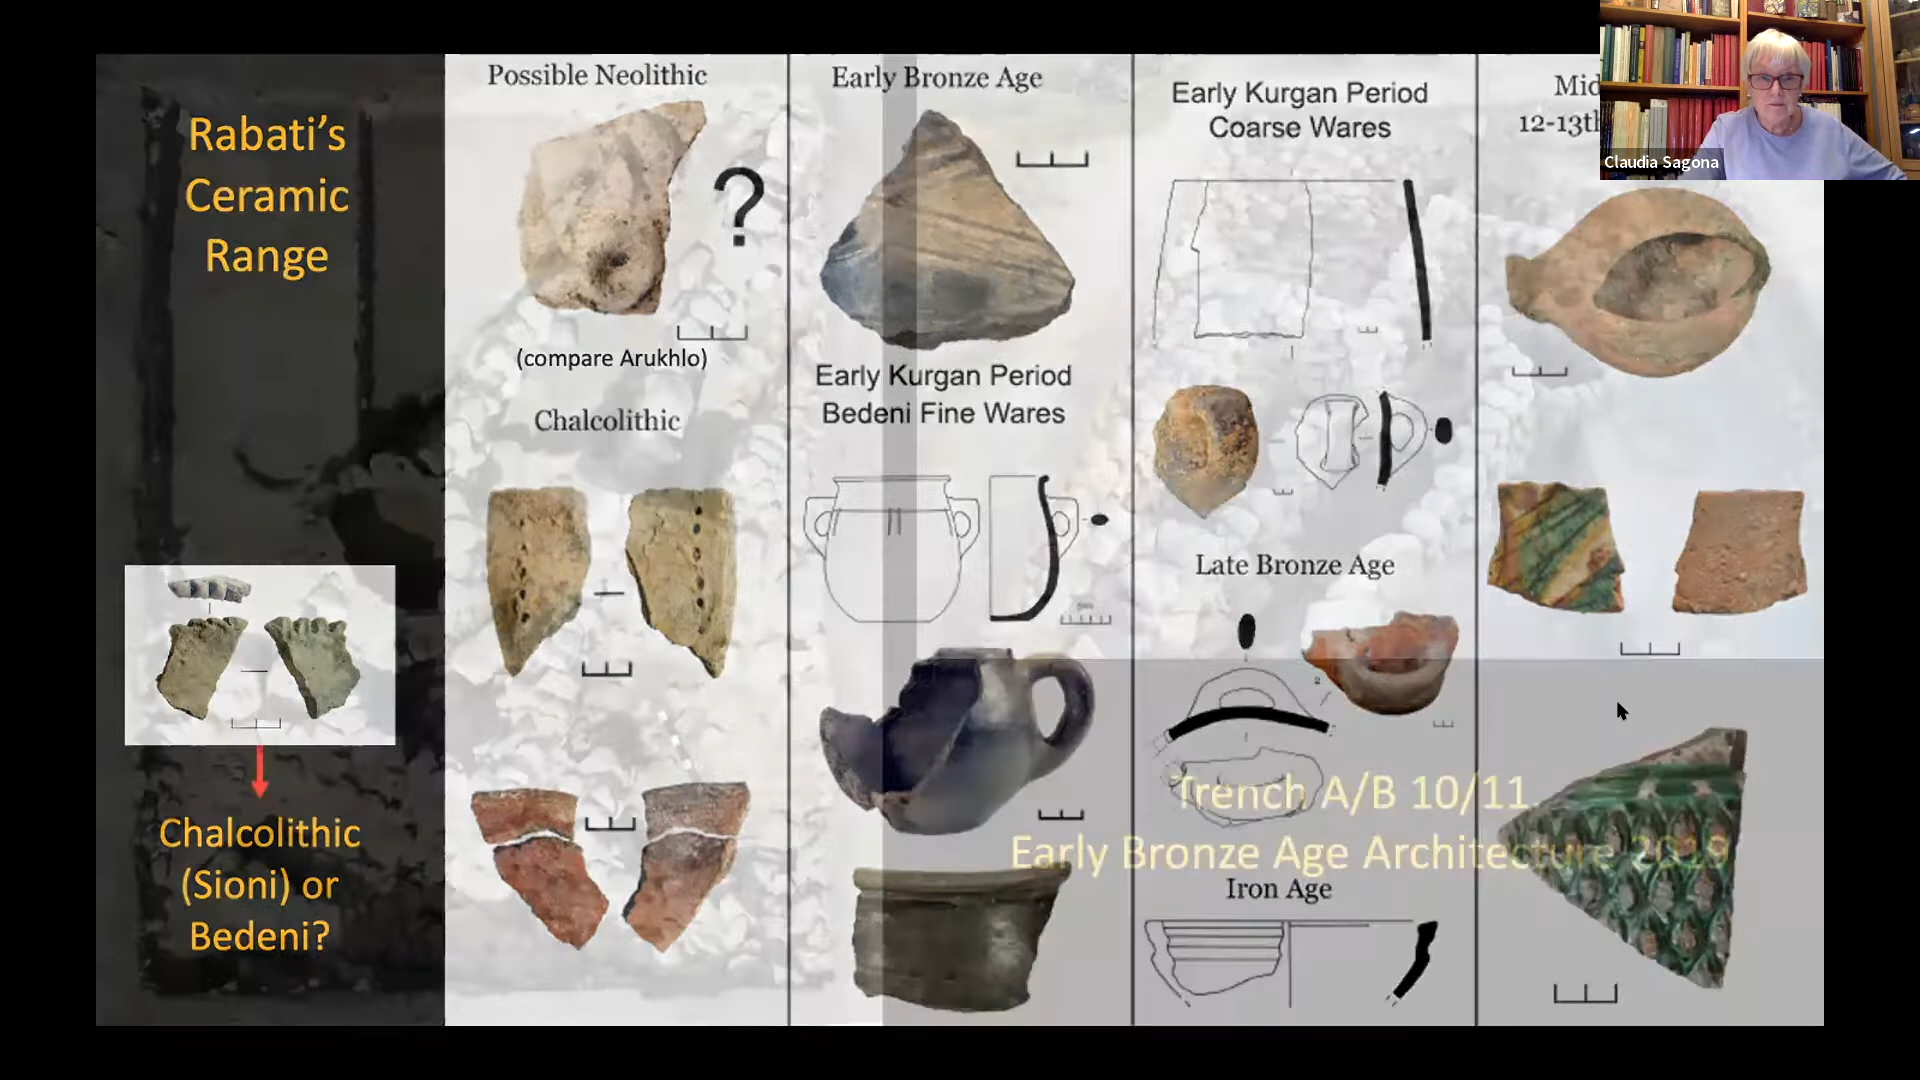 Rabati’s
Ceramic
Range
Chalcolithic
(Sioni) or
Bedeni?
Possible Neolithic
?
(compare Arukhlo)
Chalcolithic
Early Bronze Age
Early Kurgan Period
Bedeni Fine Wares
Early Kurgan Period
Coarse Wares
Late Bronze Age
Iron Age
Mid
12-13th
Trench A/B 10/11
Early Bronze Age Architecture 2019
Claudia Sagona